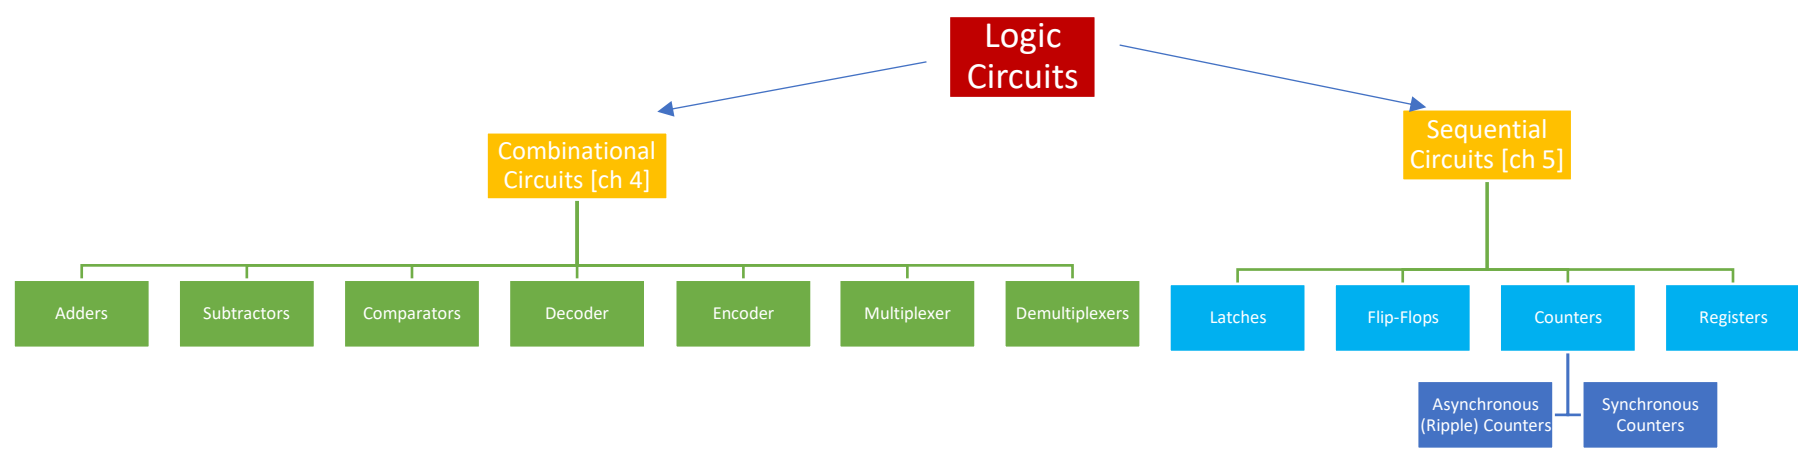 Logic
Circuits
Combinational
Circuits [ch 4]
Sequential
Circuits [ch 5]
Adders
Subtractors
Comparators
Decoder
Encoder
Multiplexer
Demultiplexers
Latches
Flip-Flops
Counters
Registers
Asynchronous
(Ripple) Counters
Synchronous
Counters